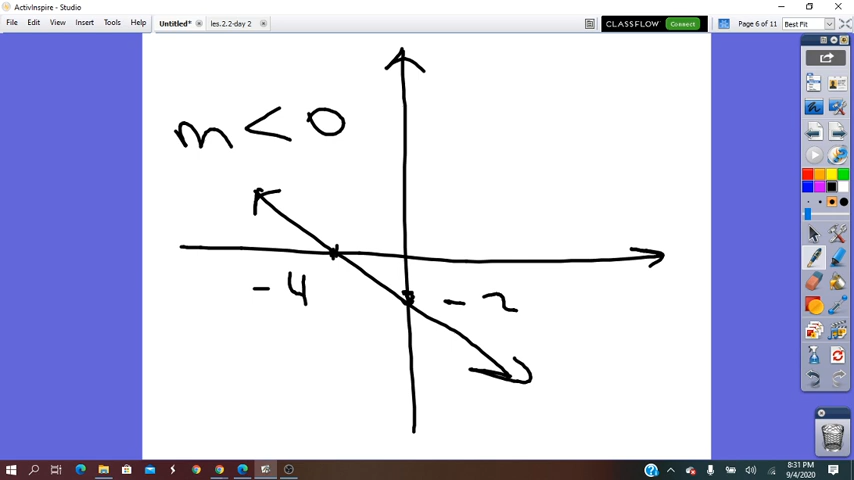 ActivInspire - Studio
File Edit View Insert Tools Help
Untitled* les.2.2-day 2
CLASSFLOW Connect
Page 6 of 11
Best Fit
m < 0
- 4
- 2
8:31 PM
9/4/2020